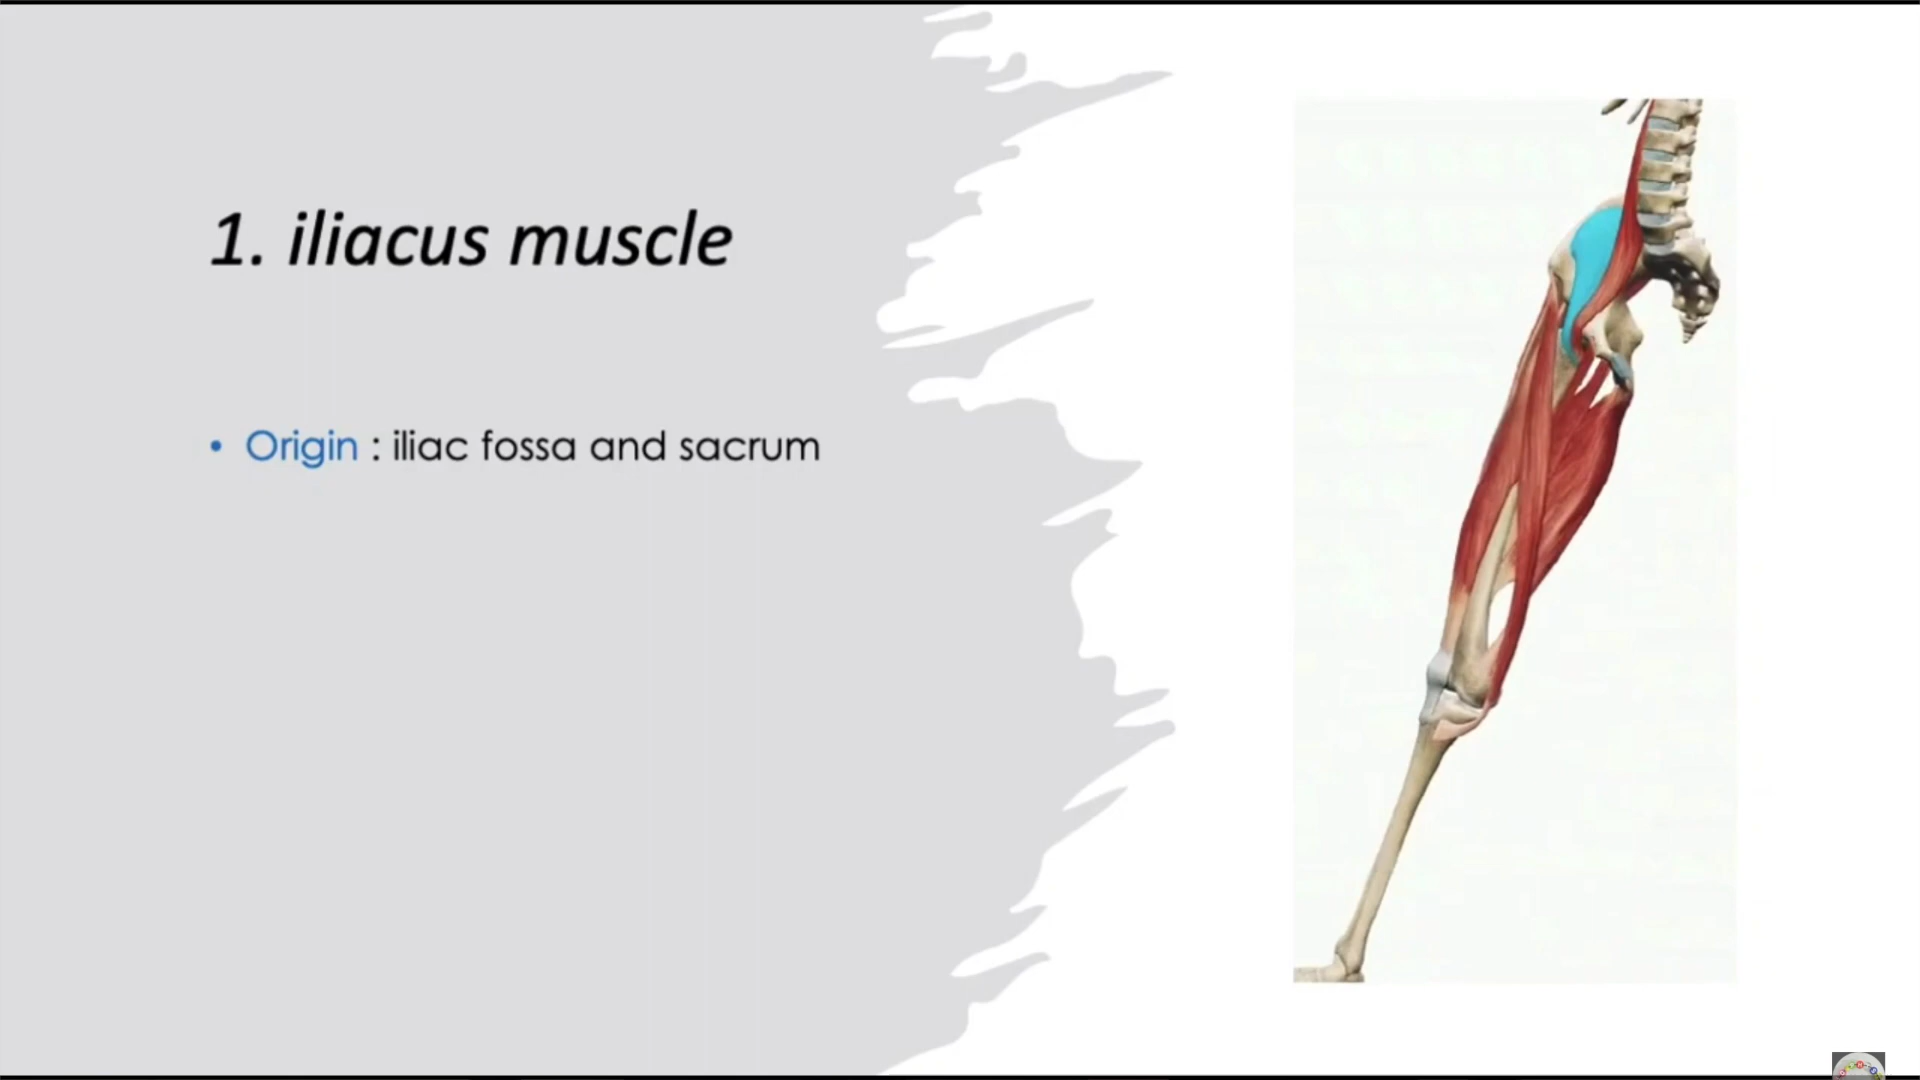 1. iliacus muscle
• Origin : iliac fossa and sacrum